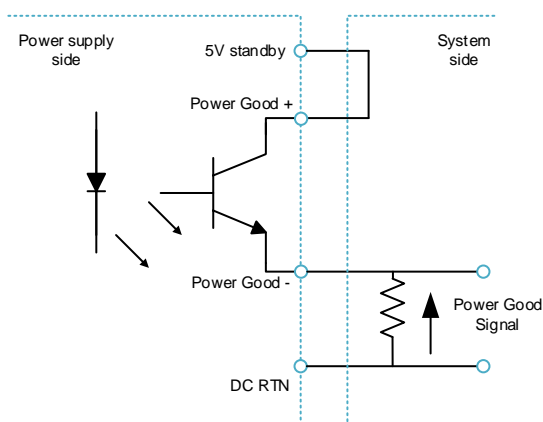 Power supply
side
5V standby
System
side
Power Good +
Power Good -
Power Good
Signal
DC RTN